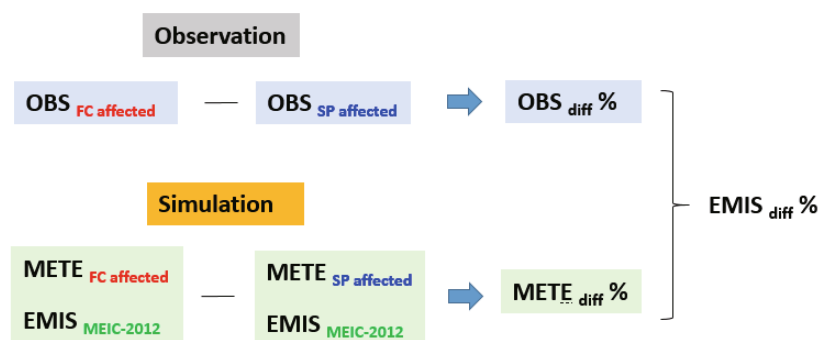 Observation
OBS FC affected — OBS SP affected OBS diff %
EMIS diff %
Simulation
METE FC affected — METE SP affected METE diff %
EMIS MEIC-2012 EMIS MEIC-2012